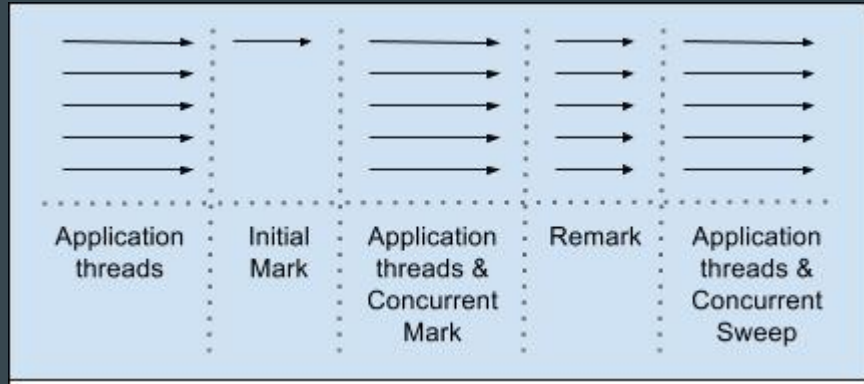 Application
threads
Initial
Mark
Application
threads &
Concurrent
Mark
Remark
Application
threads &
Concurrent
Sweep